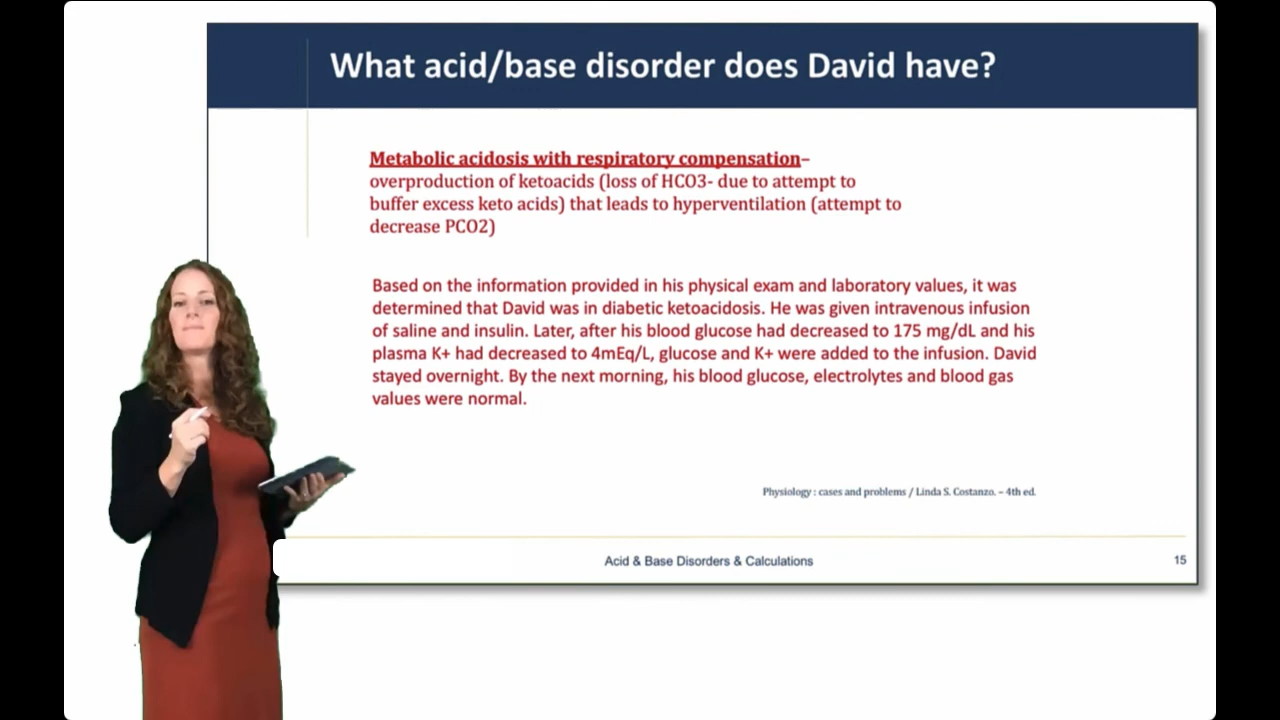 What acid/base disorder does David have?
Metabolic acidosis with respiratory compensation–
overproduction of ketoacids (loss of HCO3- due to attempt to
buffer excess keto acids) that leads to hyperventilation (attempt to
decrease PCO2)
Based on the information provided in his physical exam and laboratory values, it was
determined that David was in diabetic ketoacidosis. He was given intravenous infusion
of saline and insulin. Later, after his blood glucose had decreased to 175 mg/dL and his
plasma K+ had decreased to 4mEq/L, glucose and K+ were added to the infusion. David
stayed overnight. By the next morning, his blood glucose, electrolytes and blood gas
values were normal.
Physiology : cases and problems / Linda S. Costanzo. – 4th ed.
Acid & Base Disorders & Calculations
15